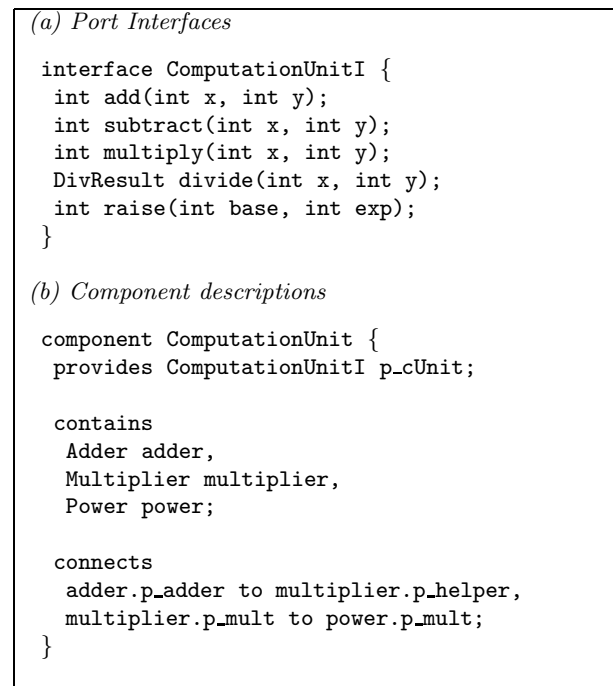 (a) Port Interfaces
interface ComputationUnitI {
int add(int x, int y);
int subtract(int x, int y);
int multiply(int x, int y);
DivResult divide(int x, int y);
int raise(int base, int exp);
}
(b) Component descriptions
component ComputationUnit {
provides ComputationUnitI p_cUnit;
contains
Adder adder,
Multiplier multiplier,
Power power;
connects
adder.p_adder to multiplier.p_helper,
multiplier.p_mult to power.p_mult;
}